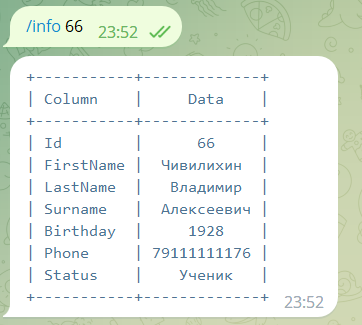 /info 66
23:52
+-----------+------------+
| Column    |    Data    |
+-----------+------------+
| Id        |     66     |
| FirstName |  Чивилихин |
| LastName  |  Владимир  |
| Surname   | Алексеевич |
| Birthday  |    1928    |
| Phone     | 79111111176 |
| Status    |   Ученик   |
+-----------+------------+
23:52